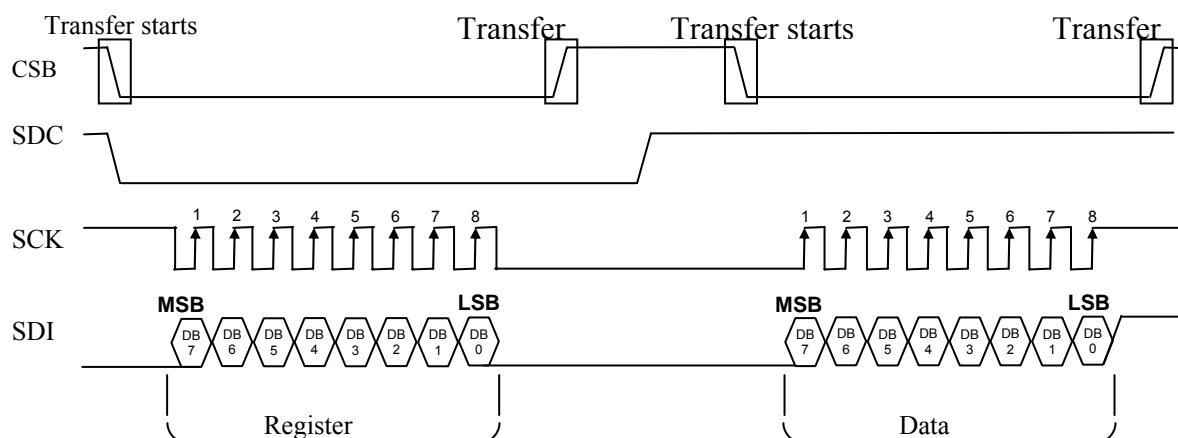 Transfer starts Transfer Transfer starts Transfer
CSB
SDC
1 2 3 4 5 6 7 8 1 2 3 4 5 6 7 8
SCK
MSB LSB MSB LSB
SDI DB 7 DB 6 DB 5 DB 4 DB 3 DB 2 DB 1 DB 0 DB 7 DB 6 DB 5 DB 4 DB 3 DB 2 DB 1 DB 0
Register Data